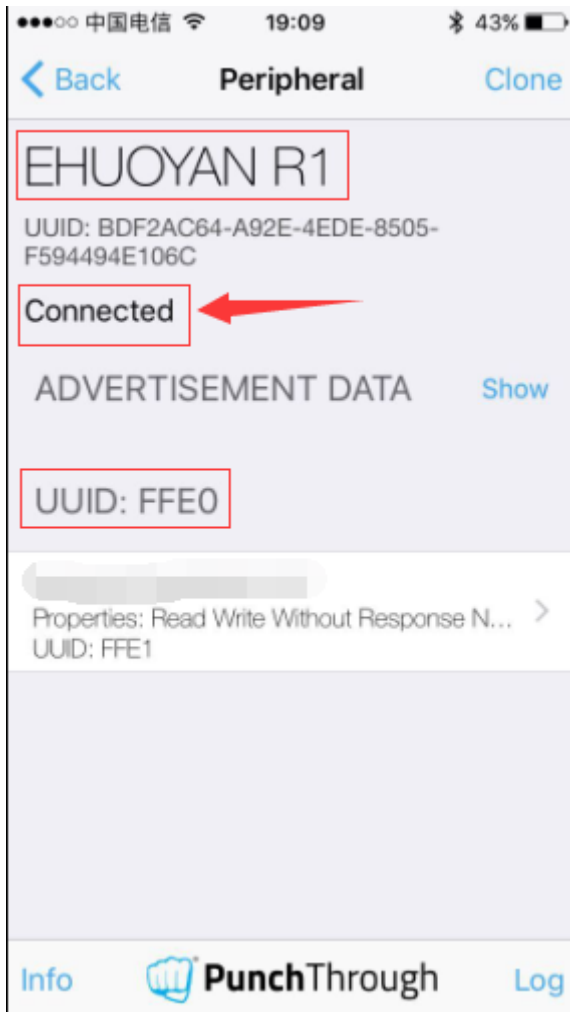 中国电信 19:09 43%
Back Peripheral Clone
EHUOYAN R1
UUID: BDF2AC64-A92E-4EDE-8505-
F594494E106C
Connected
ADVERTISEMENT DATA Show
UUID: FFE0
Properties: Read Write Without Response N...
UUID: FFE1
Info PunchThrough Log